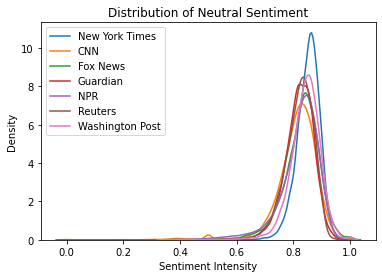 Distribution of Neutral Sentiment
New York Times
CNN
Fox News
Guardian
NPR
Reuters
Washington Post
Density
10
8
6
4
2
0
0.0 0.2 0.4 0.6 0.8 1.0
Sentiment Intensity